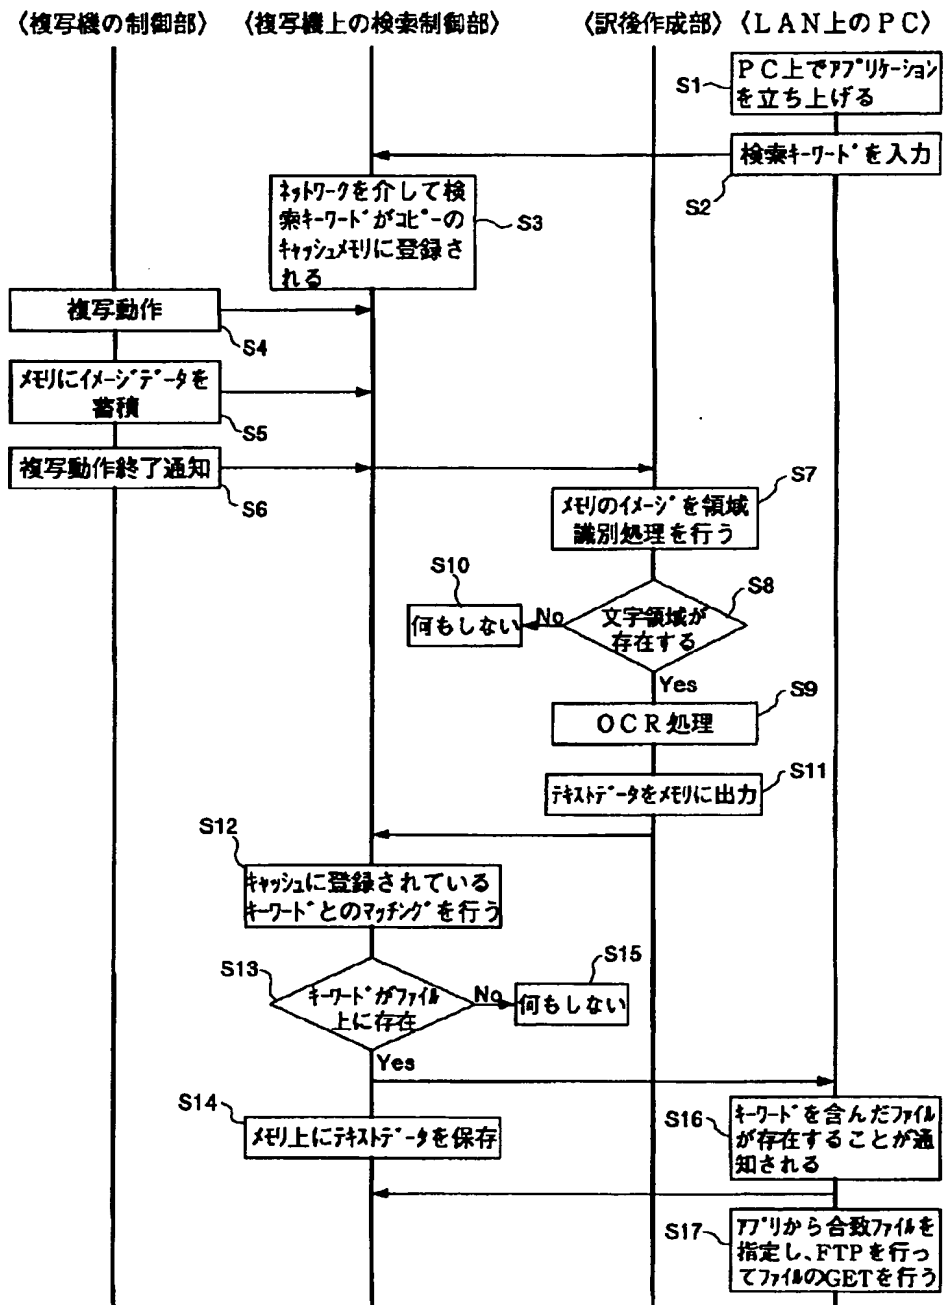 〈複写機の制御部〉 〈複写機上の検索制御部〉 〈訳後作成部〉 〈LAN上のPC〉
S1
PC上でアプリケーション
を立ち上げる
検索キーワードを入力
S2
ネットワークを介して検
索キーワードがコピーの
キャッシュメモリに登録さ
れる
S3
複写動作
S4
メモリにイメージデータを
蓄積
S5
複写動作終了通知
S6
S7
メモリのイメージを領域
識別処理を行う
S10
何もしない
No
S8
文字領域が
存在する
Yes
S9
OCR処理
S11
テキストデータをメモリに出力
S12
キャッシュに登録されている
キーワードとのマッチングを行う
S13
キーワードがファイル
上に存在
No
S15
何もしない
Yes
S14
メモリ上にテキストデータを保存
S16
キーワードを含んだファイル
が存在することが通
知される
S17
アプリから合致ファイルを
指定し、FTPを行っ
てファイルのGETを行う